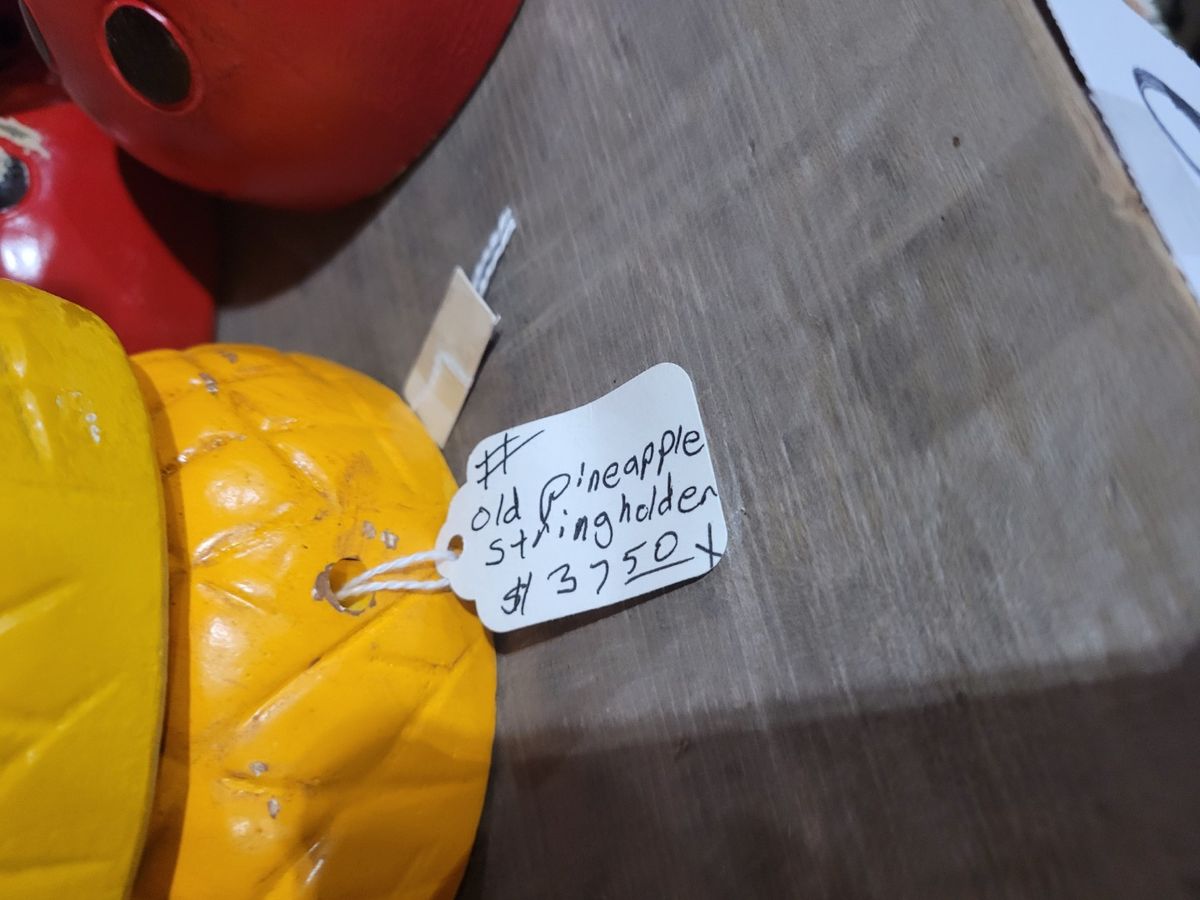 #
old Pineapple
stringholder
$37 50 X